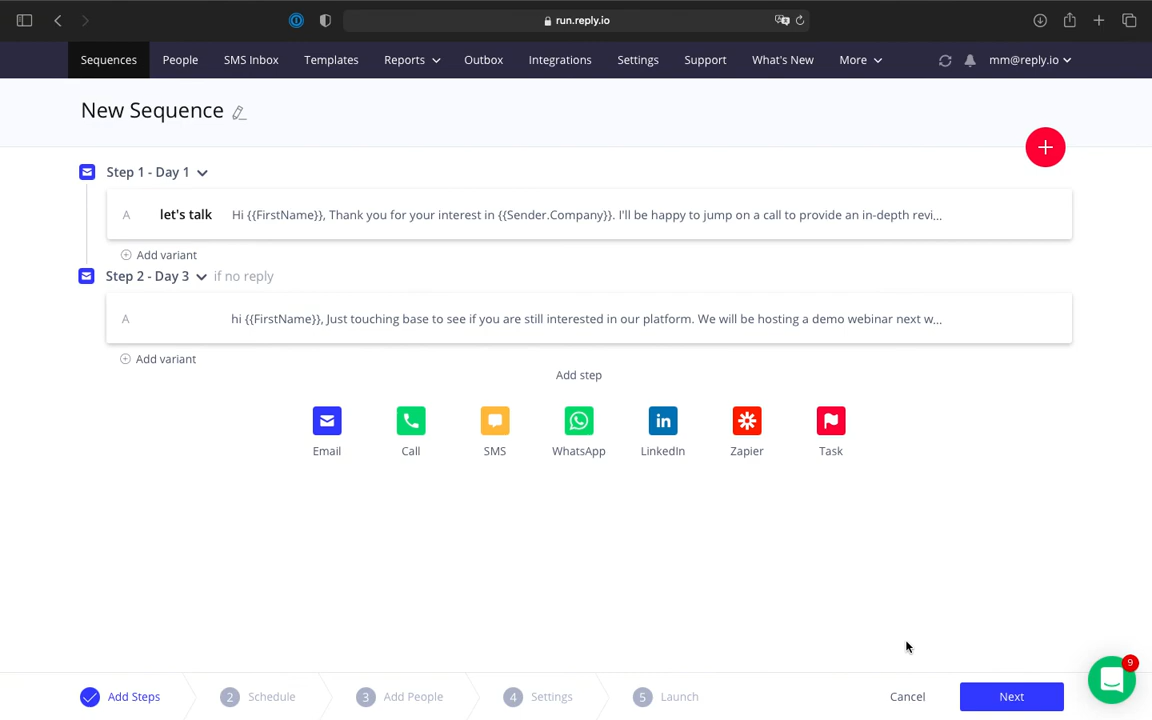 run.reply.io
Sequences People SMS Inbox Templates Reports Outbox Integrations Settings Support What's New More mm@reply.io
New Sequence
Step 1 - Day 1
A let's talk Hi {{FirstName}}, Thank you for your interest in {{Sender.Company}}. I'll be happy to jump on a call to provide an in-depth revi...
Add variant
Step 2 - Day 3 if no reply
A hi {{FirstName}}, Just touching base to see if you are still interested in our platform. We will be hosting a demo webinar next w...
Add variant
Add step
Email Call SMS WhatsApp LinkedIn Zapier Task
9
Add Steps 2 Schedule 3 Add People 4 Settings 5 Launch Cancel Next